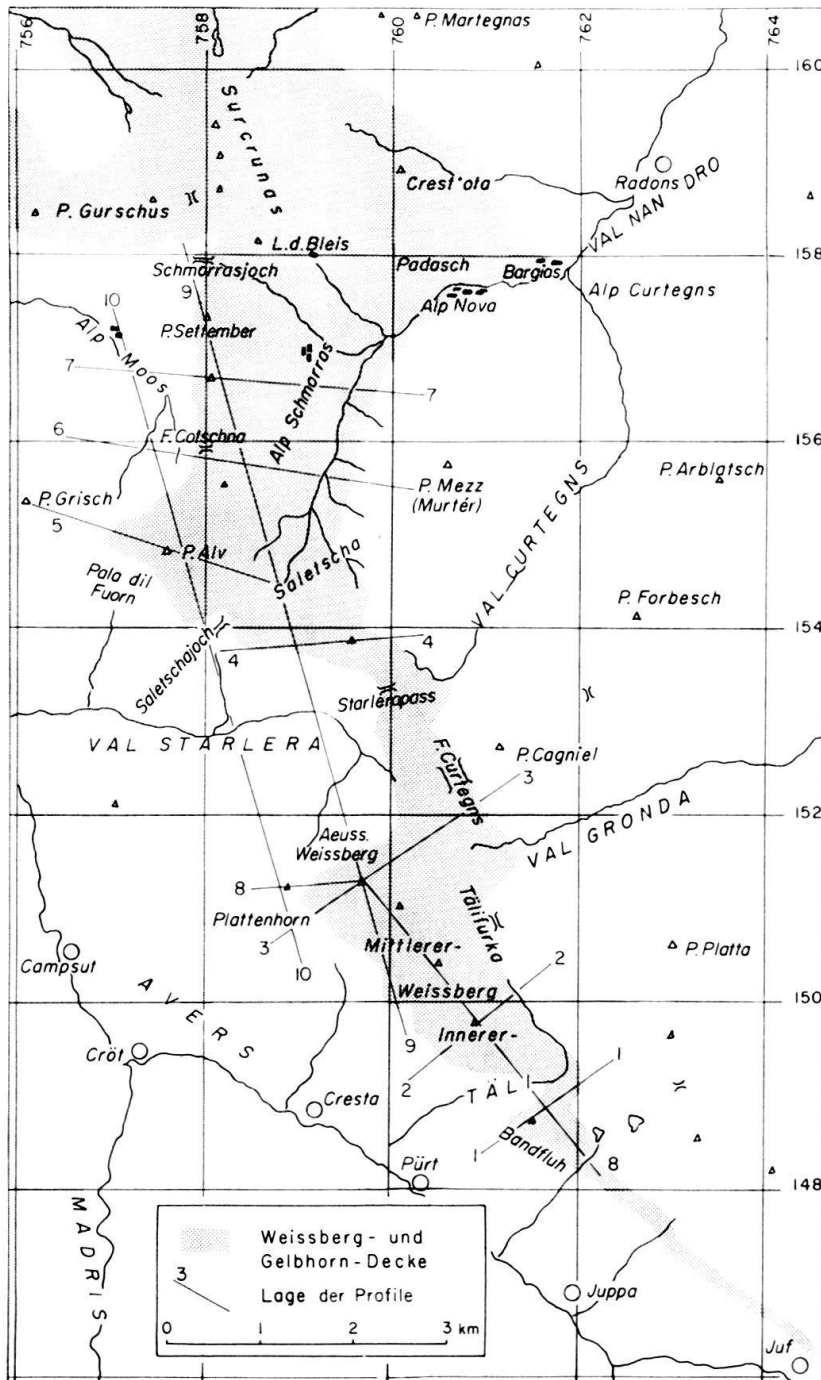 756
758
760
762
764
P. Martegnas
160
Surcrunas
Crest'ota
Radons
VAL NANDRO
P. Gurschus
L.d. Bleis
158
Schmorrasjoch
Padasch
Bargias
10
9
Alp Nova
Alp Curtegns
P. Settember
Alp Moos
7
7
Alp Schmorras
6
F. Cotschna
156
P. Mezz
(Murtér)
P. Arblatsch
P. Grisch
5
P. Alv
VAL CURTEGNS
Pala dil
Fuorn
Saletscha
P. Forbesch
154
Saletschajoch
4
4
Starlerapass
VAL STARLERA
F. Curtegns
P. Cagniel
3
152
Aeuss.
Weissberg
VAL GRONDA
8
Plattenhorn
3
Tälifurka
Mittlerer-
2
P. Platta
Campsut
10
Weissberg
150
AVERS
Innerer-
9
Cröt
2
TÄLI
1
Cresta
1
Bandfluh
8
Pürt
148
MADRIS
Weissberg- und
Gelbhorn-Decke
3
Lage der Profile
0 1 2 3 km
Juppa
Juf